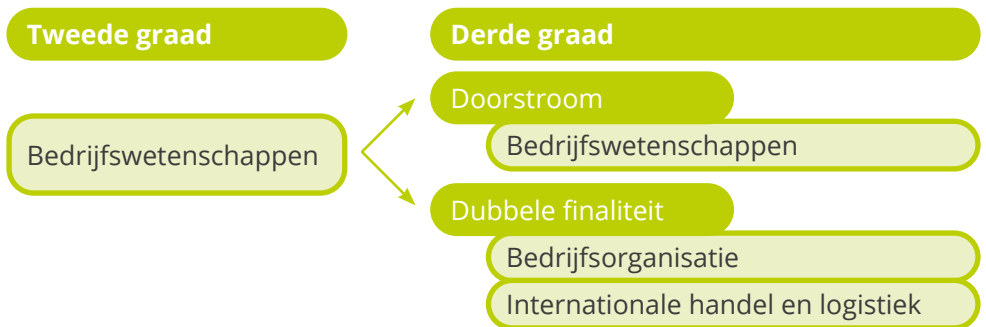 Tweede graad
Derde graad
Doorstroom
Bedrijfswetenschappen
Bedrijfswetenschappen
Dubbele finaliteit
Bedrijfsorganisatie
Internationale handel en logistiek